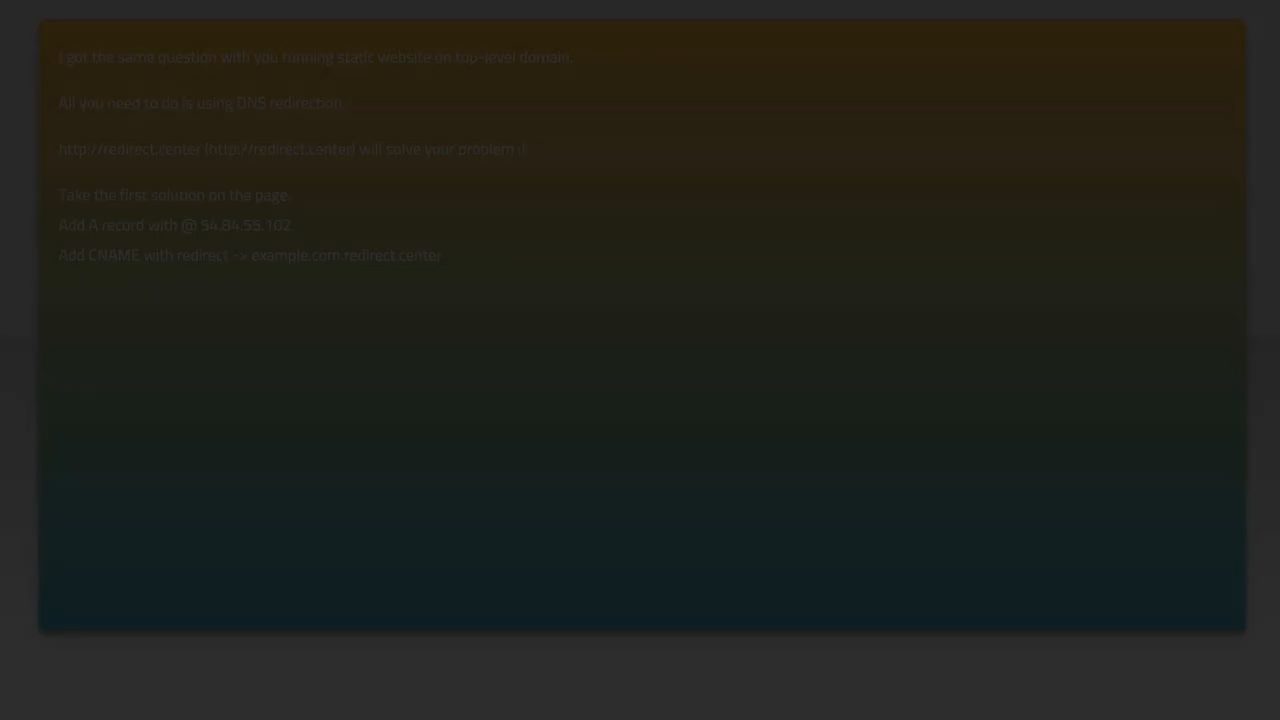 I got the same question with you running static website on top-level domain.
All you need to do is using DNS redirection.
http://redirect.center (http://redirect.center) will solve your problem :)
Take the first solution on the page.
Add A record with @ 54.84.55.102
Add CNAME with redirect -> example.com.redirect.center